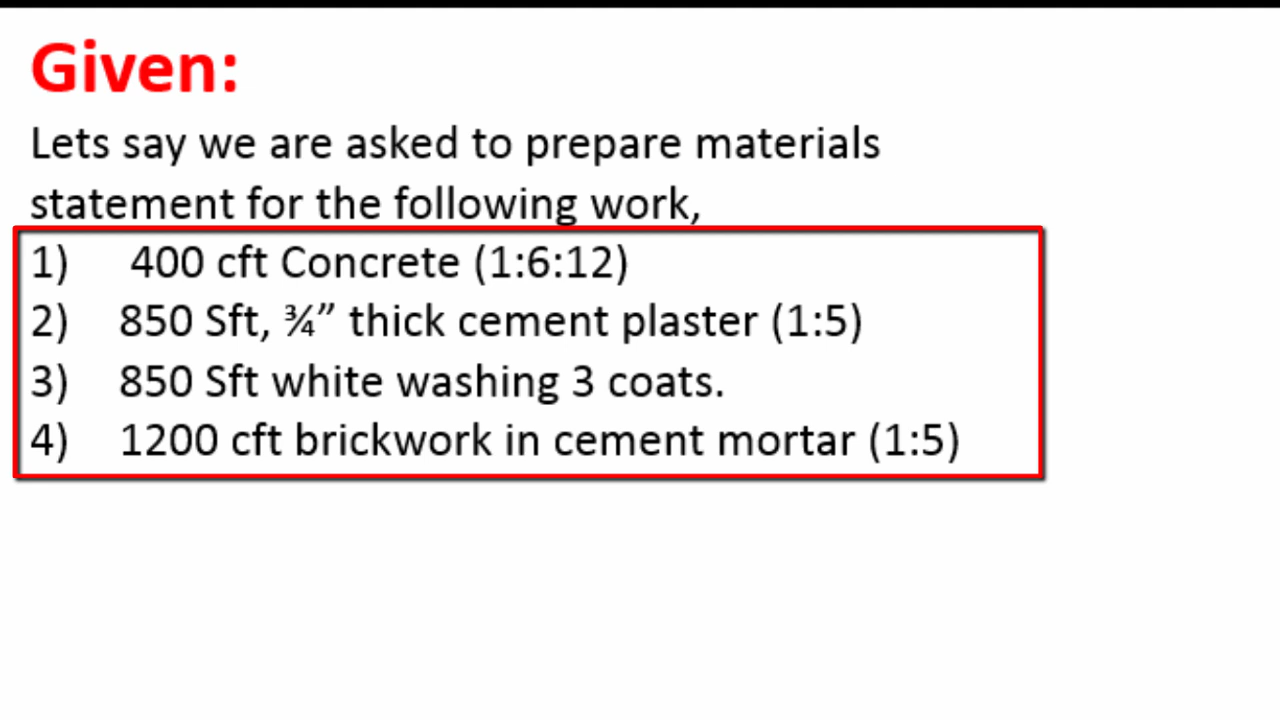 Given:
Lets say we are asked to prepare materials
statement for the following work,
1) 400 cft Concrete (1:6:12)
2) 850 Sft, ¾” thick cement plaster (1:5)
3) 850 Sft white washing 3 coats.
4) 1200 cft brickwork in cement mortar (1:5)